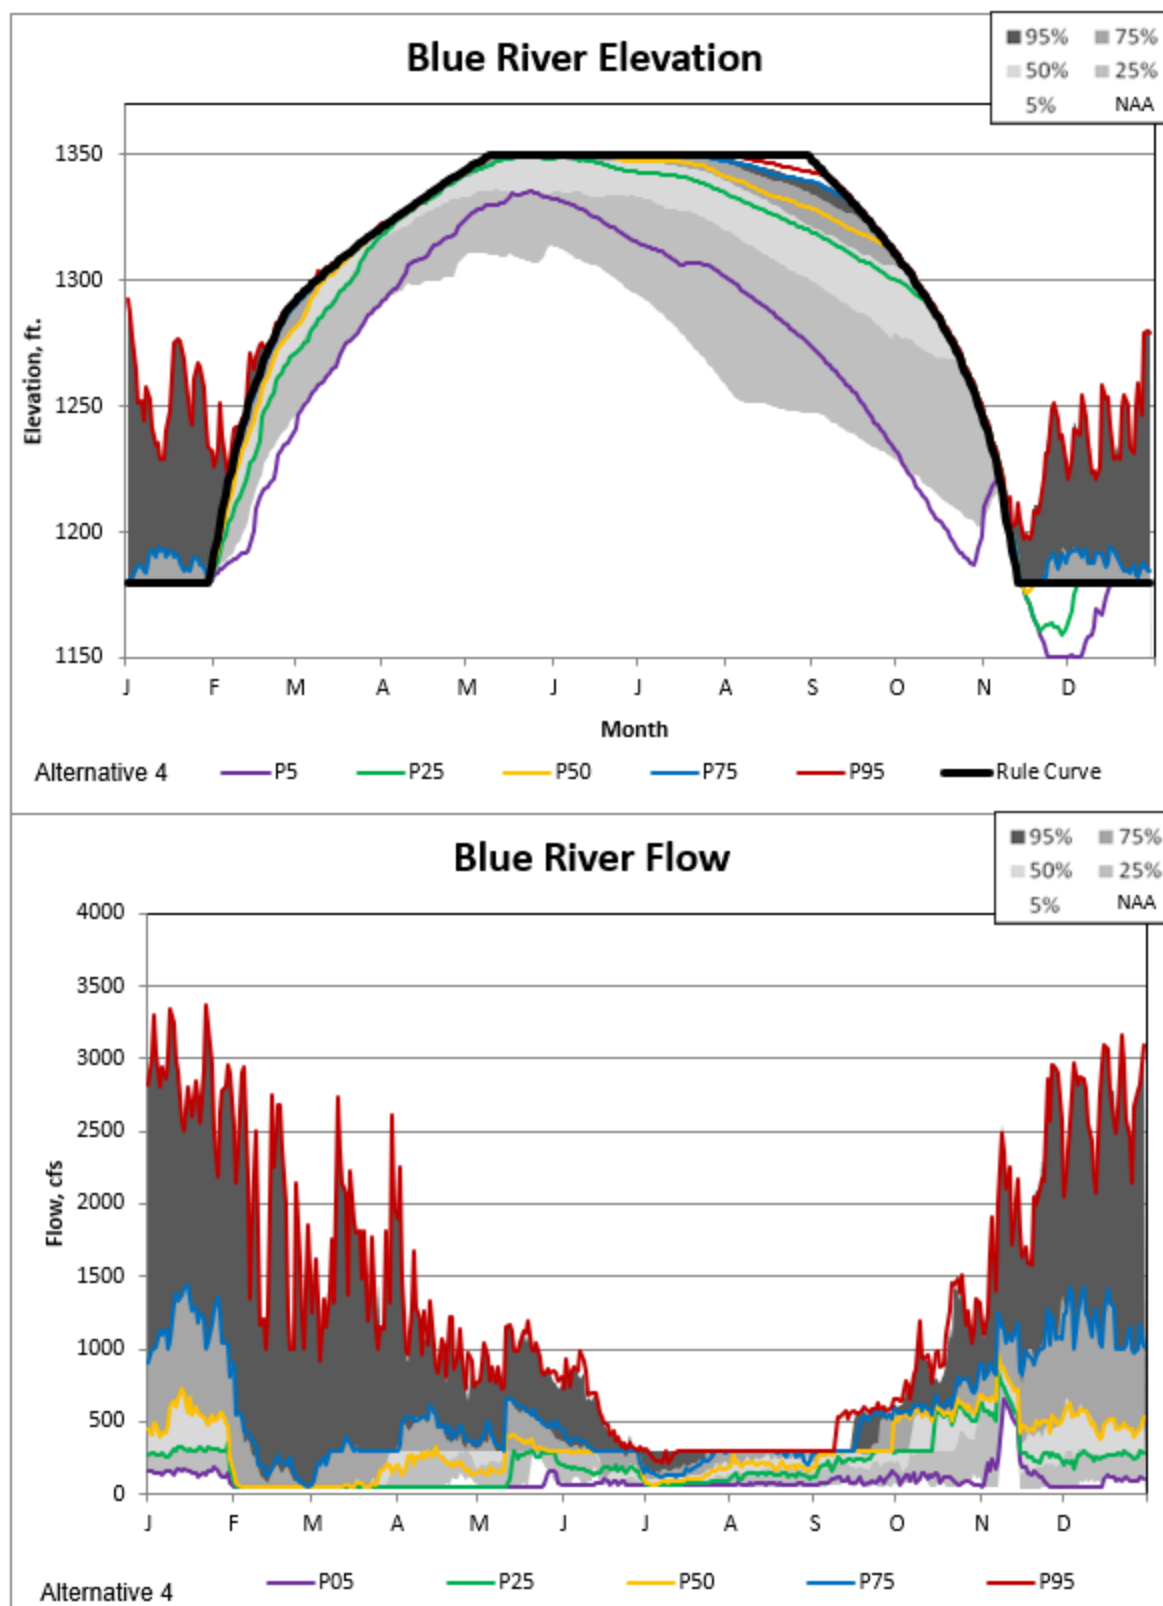 Blue River Elevation
95% 75%
50% 25%
5% NAA
1350
1300
1250
1200
1150
Elevation, ft.
J F M A M J J A S O N D
Month
Alternative 4 P5 P25 P50 P75 P95 Rule Curve
Blue River Flow
95% 75%
50% 25%
5% NAA
4000
3500
3000
2500
2000
1500
1000
500
0
Flow, cfs
J F M A M J J A S O N D
Alternative 4 P05 P25 P50 P75 P95